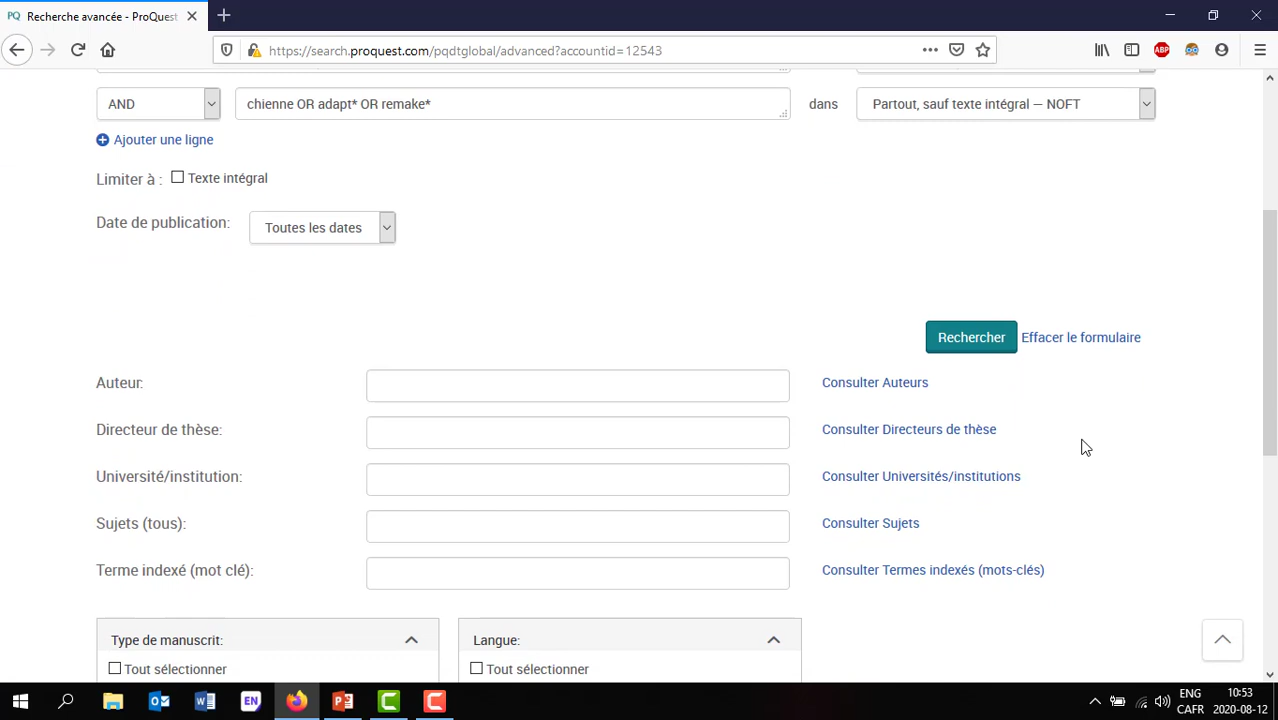 Recherche avancée - ProQuest
https://search.proquest.com/pqdtglobal/advanced?accountid=12543
ABP
AND
chienne OR adapt* OR remake*
dans
Partout, sauf texte intégral — NOFT
Ajouter une ligne
Limiter à : Texte intégral
Date de publication: Toutes les dates
Rechercher Effacer le formulaire
Auteur: Consulter Auteurs
Directeur de thèse: Consulter Directeurs de thèse
Université/institution: Consulter Universités/institutions
Sujets (tous): Consulter Sujets
Terme indexé (mot clé): Consulter Termes indexés (mots-clés)
Type de manuscrit: Langue:
Tout sélectionner Tout sélectionner
EN
ENG 10:53
CAFR 2020-08-12